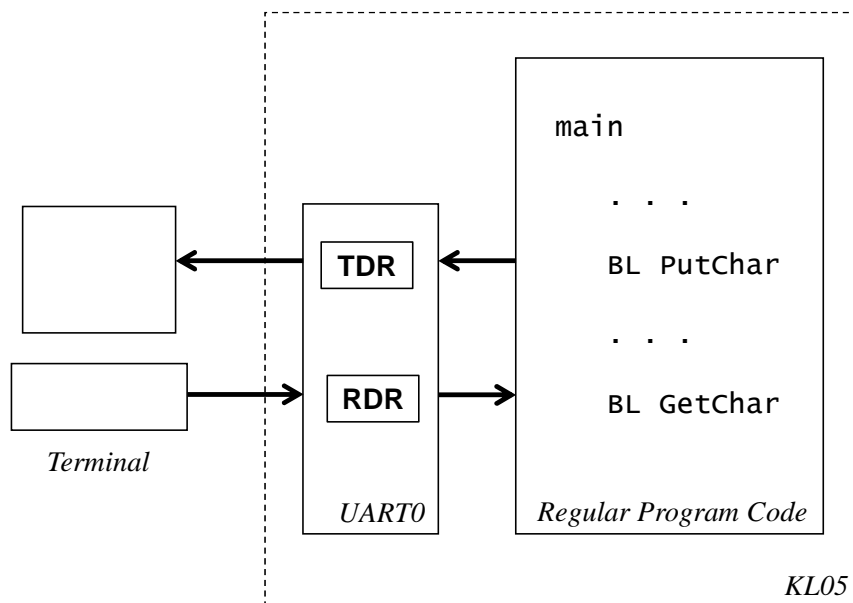 main
. . .
TDR
BL PutChar
. . .
RDR
BL GetChar
Terminal
UART0
Regular Program Code
KL05